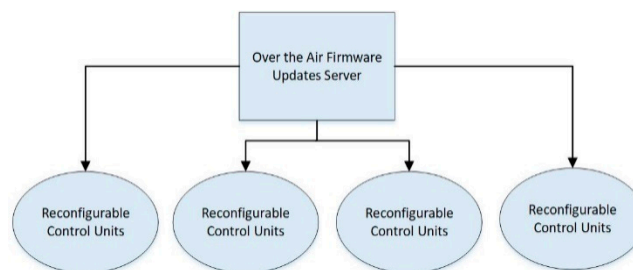 Over the Air Firmware
Updates Server
Reconfigurable
Control Units
Reconfigurable
Control Units
Reconfigurable
Control Units
Reconfigurable
Control Units